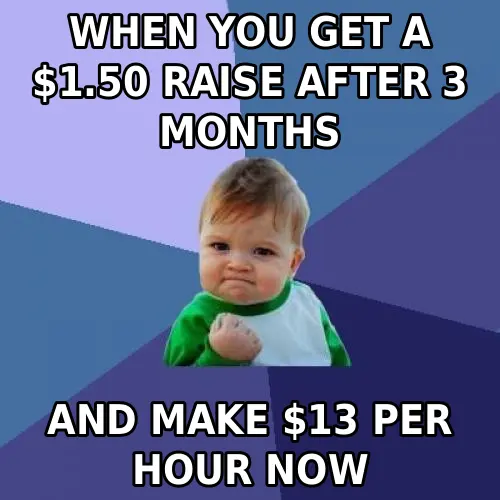 WHEN YOU GET A
$1.50 RAISE AFTER 3
MONTHS
AND MAKE $13 PER
HOUR NOW